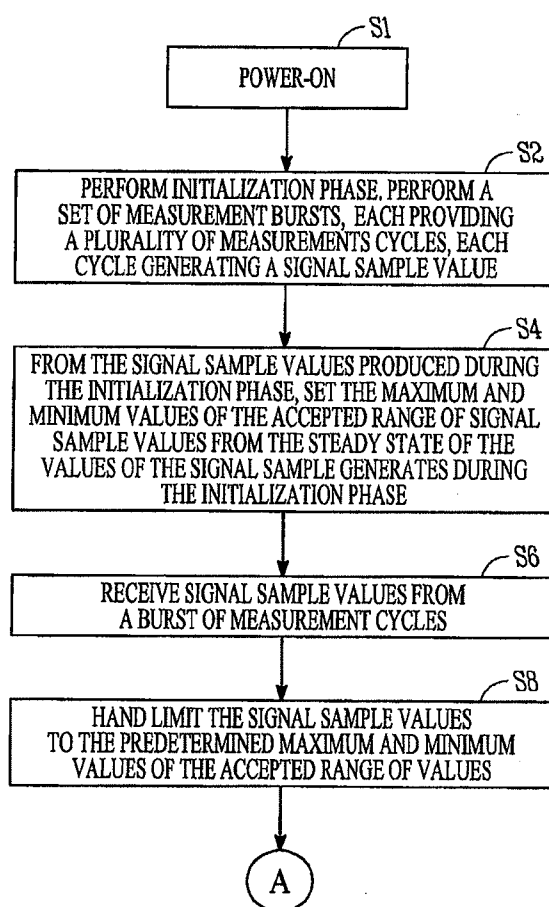 S1
POWER-ON
S2
PERFORM INITIALIZATION PHASE. PERFORM A
SET OF MEASUREMENT BURSTS, EACH PROVIDING
A PLURALITY OF MEASUREMENTS CYCLES, EACH
CYCLE GENERATING A SIGNAL SAMPLE VALUE
S4
FROM THE SIGNAL SAMPLE VALUES PRODUCED DURING
THE INITIALIZATION PHASE, SET THE MAXIMUM AND
MINIMUM VALUES OF THE ACCEPTED RANGE OF SIGNAL
SAMPLE VALUES FROM THE STEADY STATE OF THE
VALUES OF THE SIGNAL SAMPLE GENERATES DURING
THE INITIALIZATION PHASE
S6
RECEIVE SIGNAL SAMPLE VALUES FROM
A BURST OF MEASUREMENT CYCLES
S8
HAND LIMIT THE SIGNAL SAMPLE VALUES
TO THE PREDETERMINED MAXIMUM AND MINIMUM
VALUES OF THE ACCEPTED RANGE OF VALUES
A